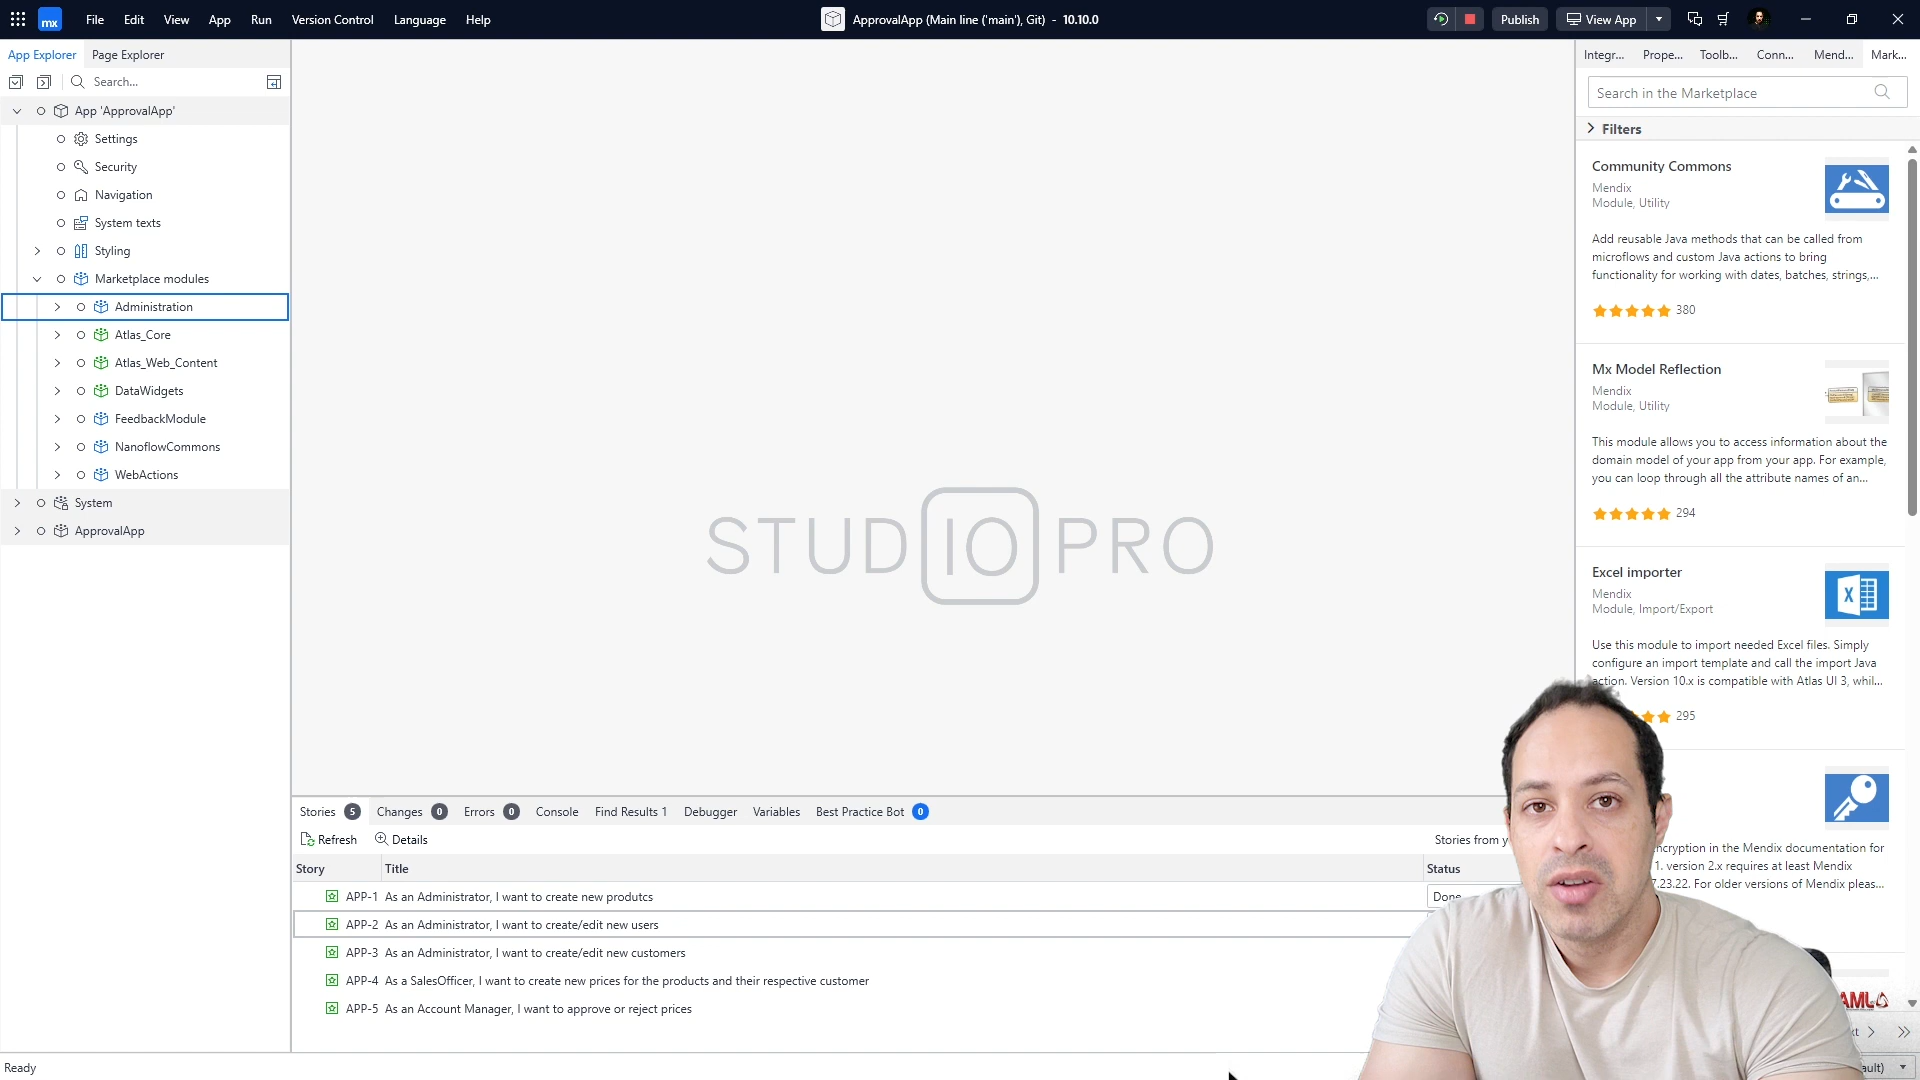 mx File Edit View App Run Version Control Language Help
ApprovalApp (Main line ('main'), Git) - 10.10.0
Publish View App
App Explorer Page Explorer
Search...
App 'ApprovalApp'
Settings
Security
Navigation
System texts
Styling
Marketplace modules
Administration
Atlas_Core
Atlas_Web_Content
DataWidgets
FeedbackModule
NanoflowCommons
WebActions
System
ApprovalApp
STUDIO PRO
Integr... Prope... Toolb... Conn... Mend... Mark...
Search in the Marketplace
Filters
Community Commons
Mendix
Module, Utility
Add reusable Java methods that can be called from
microflows and custom Java actions to bring
functionality for working with dates, batches, strings,...
380
Mx Model Reflection
Mendix
Module, Utility
This module allows you to access information about the
domain model of your app from your app. For example,
you can loop through all the attribute names of an...
294
Excel importer
Mendix
Module, Import/Export
Use this module to import needed Excel files. Simply
configure an import template and call the import Java
action. Version 10.x is compatible with Atlas UI 3, whil...
295
ncryption in the Mendix documentation for
1. version 2.x requires at least Mendix
7.23.22. For older versions of Mendix pleas...
AML
Stories 5 Changes 0 Errors 0 Console Find Results 1 Debugger Variables Best Practice Bot 0
Refresh Details
Stories from y
Story Title Status
APP-1 As an Administrator, I want to create new produtcs Done
APP-2 As an Administrator, I want to create/edit new users
APP-3 As an Administrator, I want to create/edit new customers
APP-4 As a SalesOfficer, I want to create new prices for the products and their respective customer
APP-5 As an Account Manager, I want to approve or reject prices
Ready
ault)